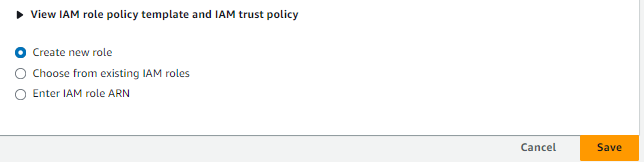 View IAM role policy template and IAM trust policy
Create new role
Choose from existing IAM roles
Enter IAM role ARN
Cancel Save